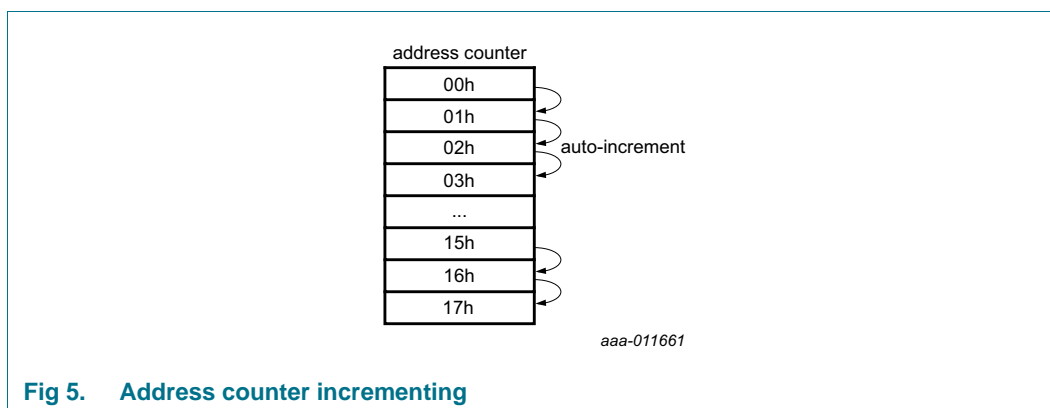 address counter
00h
01h
02h
auto-increment
03h
...
15h
16h
17h
aaa-011661
Fig 5. Address counter incrementing